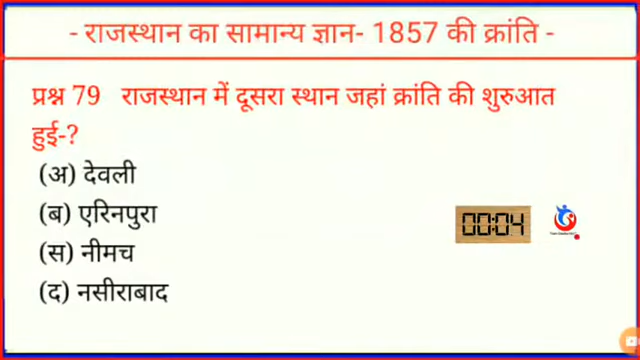 - राजस्थान का सामान्य ज्ञान- 1857 की क्रांति -
प्रश्न 79 राजस्थान में दूसरा स्थान जहां क्रांति की शुरुआत
हुई-?
(अ) देवली
(ब) एरिनपुरा
(स) नीमच
(द) नसीराबाद
00:04